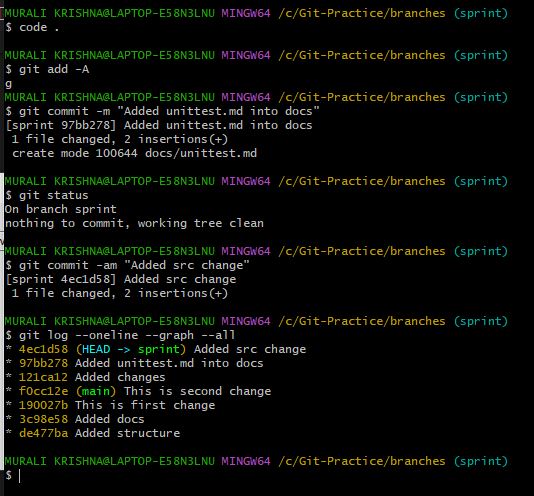 MURALI KRISHNA@LAPTOP-E58N3LNU MINGW64 /c/Git-Practice/branches (sprint)
$ code .
MURALI KRISHNA@LAPTOP-E58N3LNU MINGW64 /c/Git-Practice/branches (sprint)
$ git add -A
g
MURALI KRISHNA@LAPTOP-E58N3LNU MINGW64 /c/Git-Practice/branches (sprint)
$ git commit -m "Added unittest.md into docs"
[sprint 97bb278] Added unittest.md into docs
 1 file changed, 2 insertions(+)
 create mode 100644 docs/unittest.md
MURALI KRISHNA@LAPTOP-E58N3LNU MINGW64 /c/Git-Practice/branches (sprint)
$ git status
On branch sprint
nothing to commit, working tree clean
MURALI KRISHNA@LAPTOP-E58N3LNU MINGW64 /c/Git-Practice/branches (sprint)
$ git commit -am "Added src change"
[sprint 4ec1d58] Added src change
 1 file changed, 2 insertions(+)
MURALI KRISHNA@LAPTOP-E58N3LNU MINGW64 /c/Git-Practice/branches (sprint)
$ git log --oneline --graph --all
* 4ec1d58 (HEAD -> sprint) Added src change
* 97bb278 Added unittest.md into docs
* 121ca12 Added changes
* f0cc12e (main) This is second change
* 190027b This is first change
* 3c98e58 Added docs
* de477ba Added structure
MURALI KRISHNA@LAPTOP-E58N3LNU MINGW64 /c/Git-Practice/branches (sprint)
$